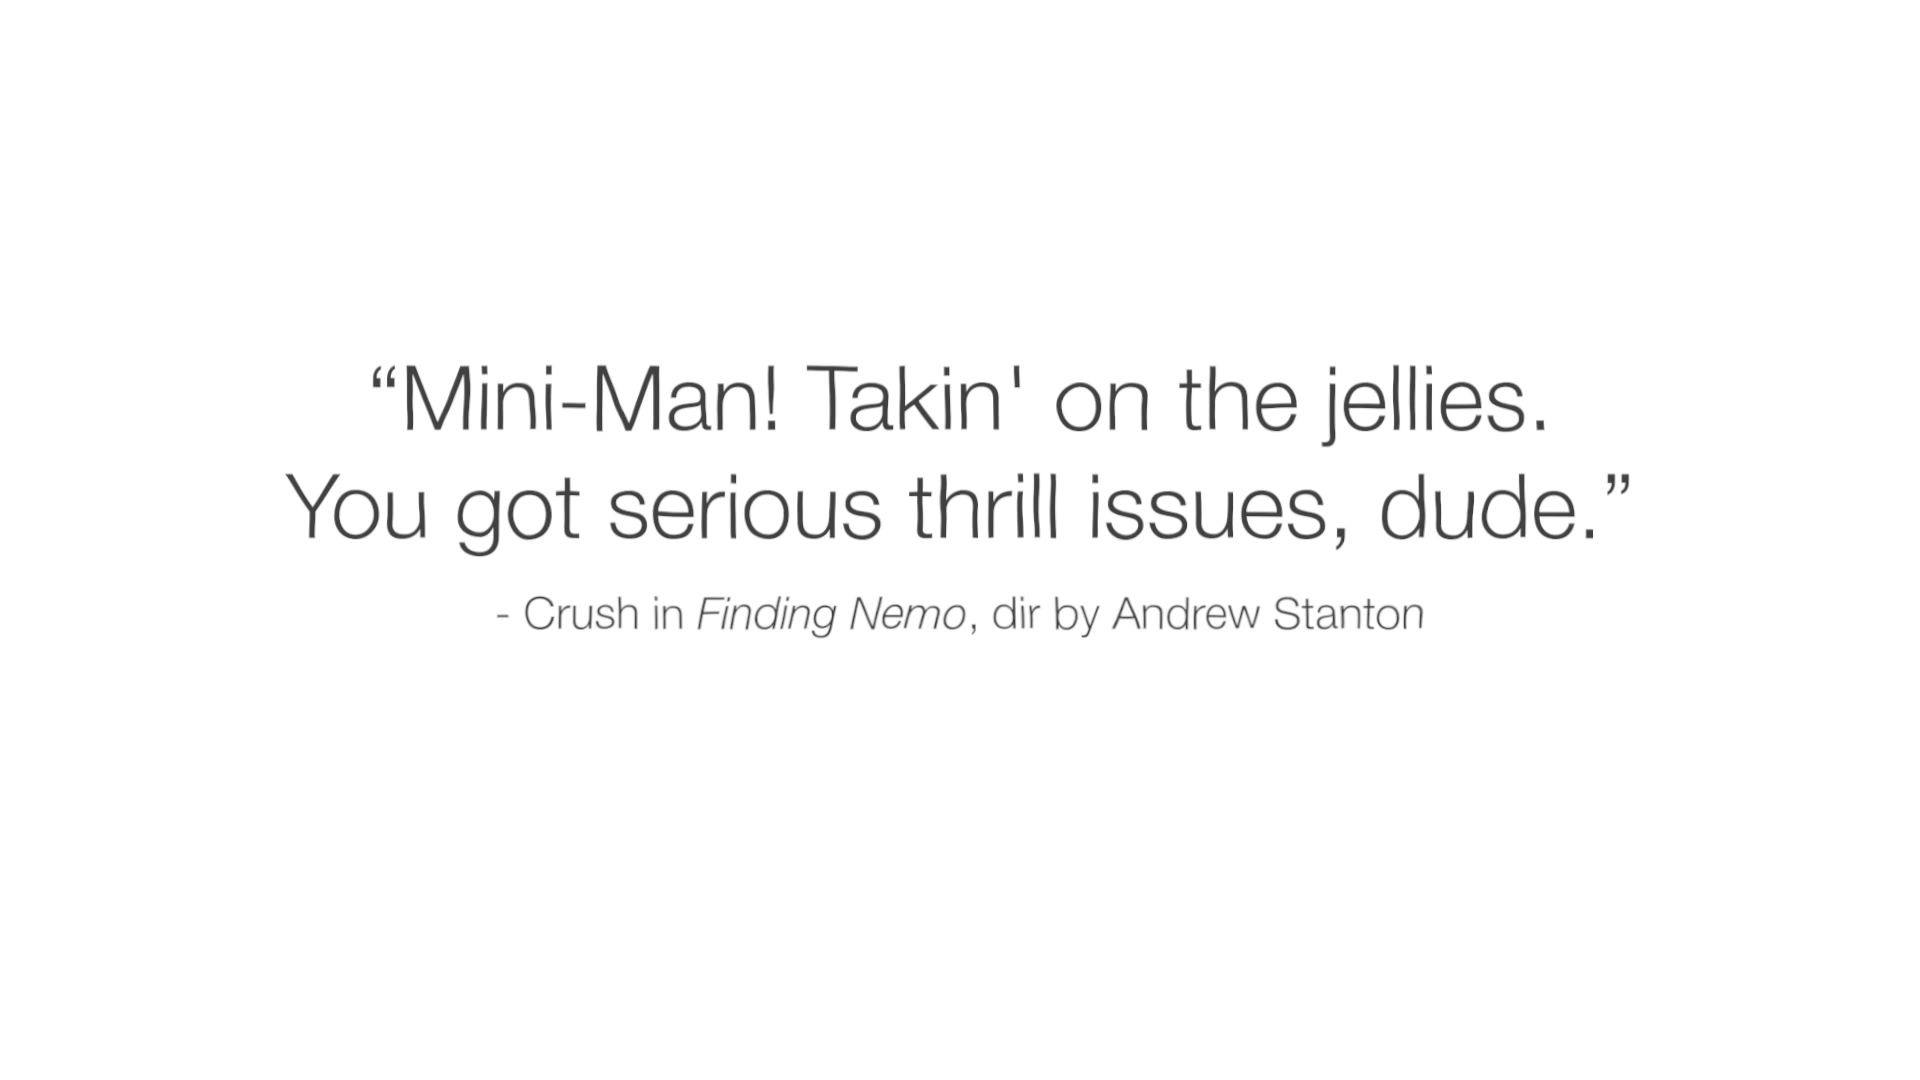 “Mini-Man! Takin' on the jellies.
You got serious thrill issues, dude.”
- Crush in Finding Nemo, dir by Andrew Stanton